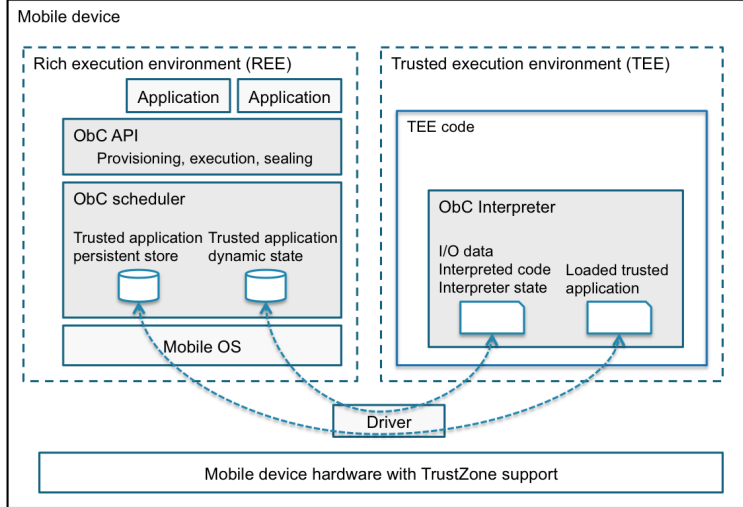 Mobile device
Rich execution environment (REE)
Application
Application
ObC API
Provisioning, execution, sealing
ObC scheduler
Trusted application
persistent store
Trusted application
dynamic state
Mobile OS
Trusted execution environment (TEE)
TEE code
ObC Interpreter
I/O data
Interpreted code
Interpreter state
Loaded trusted
application
Driver
Mobile device hardware with TrustZone support